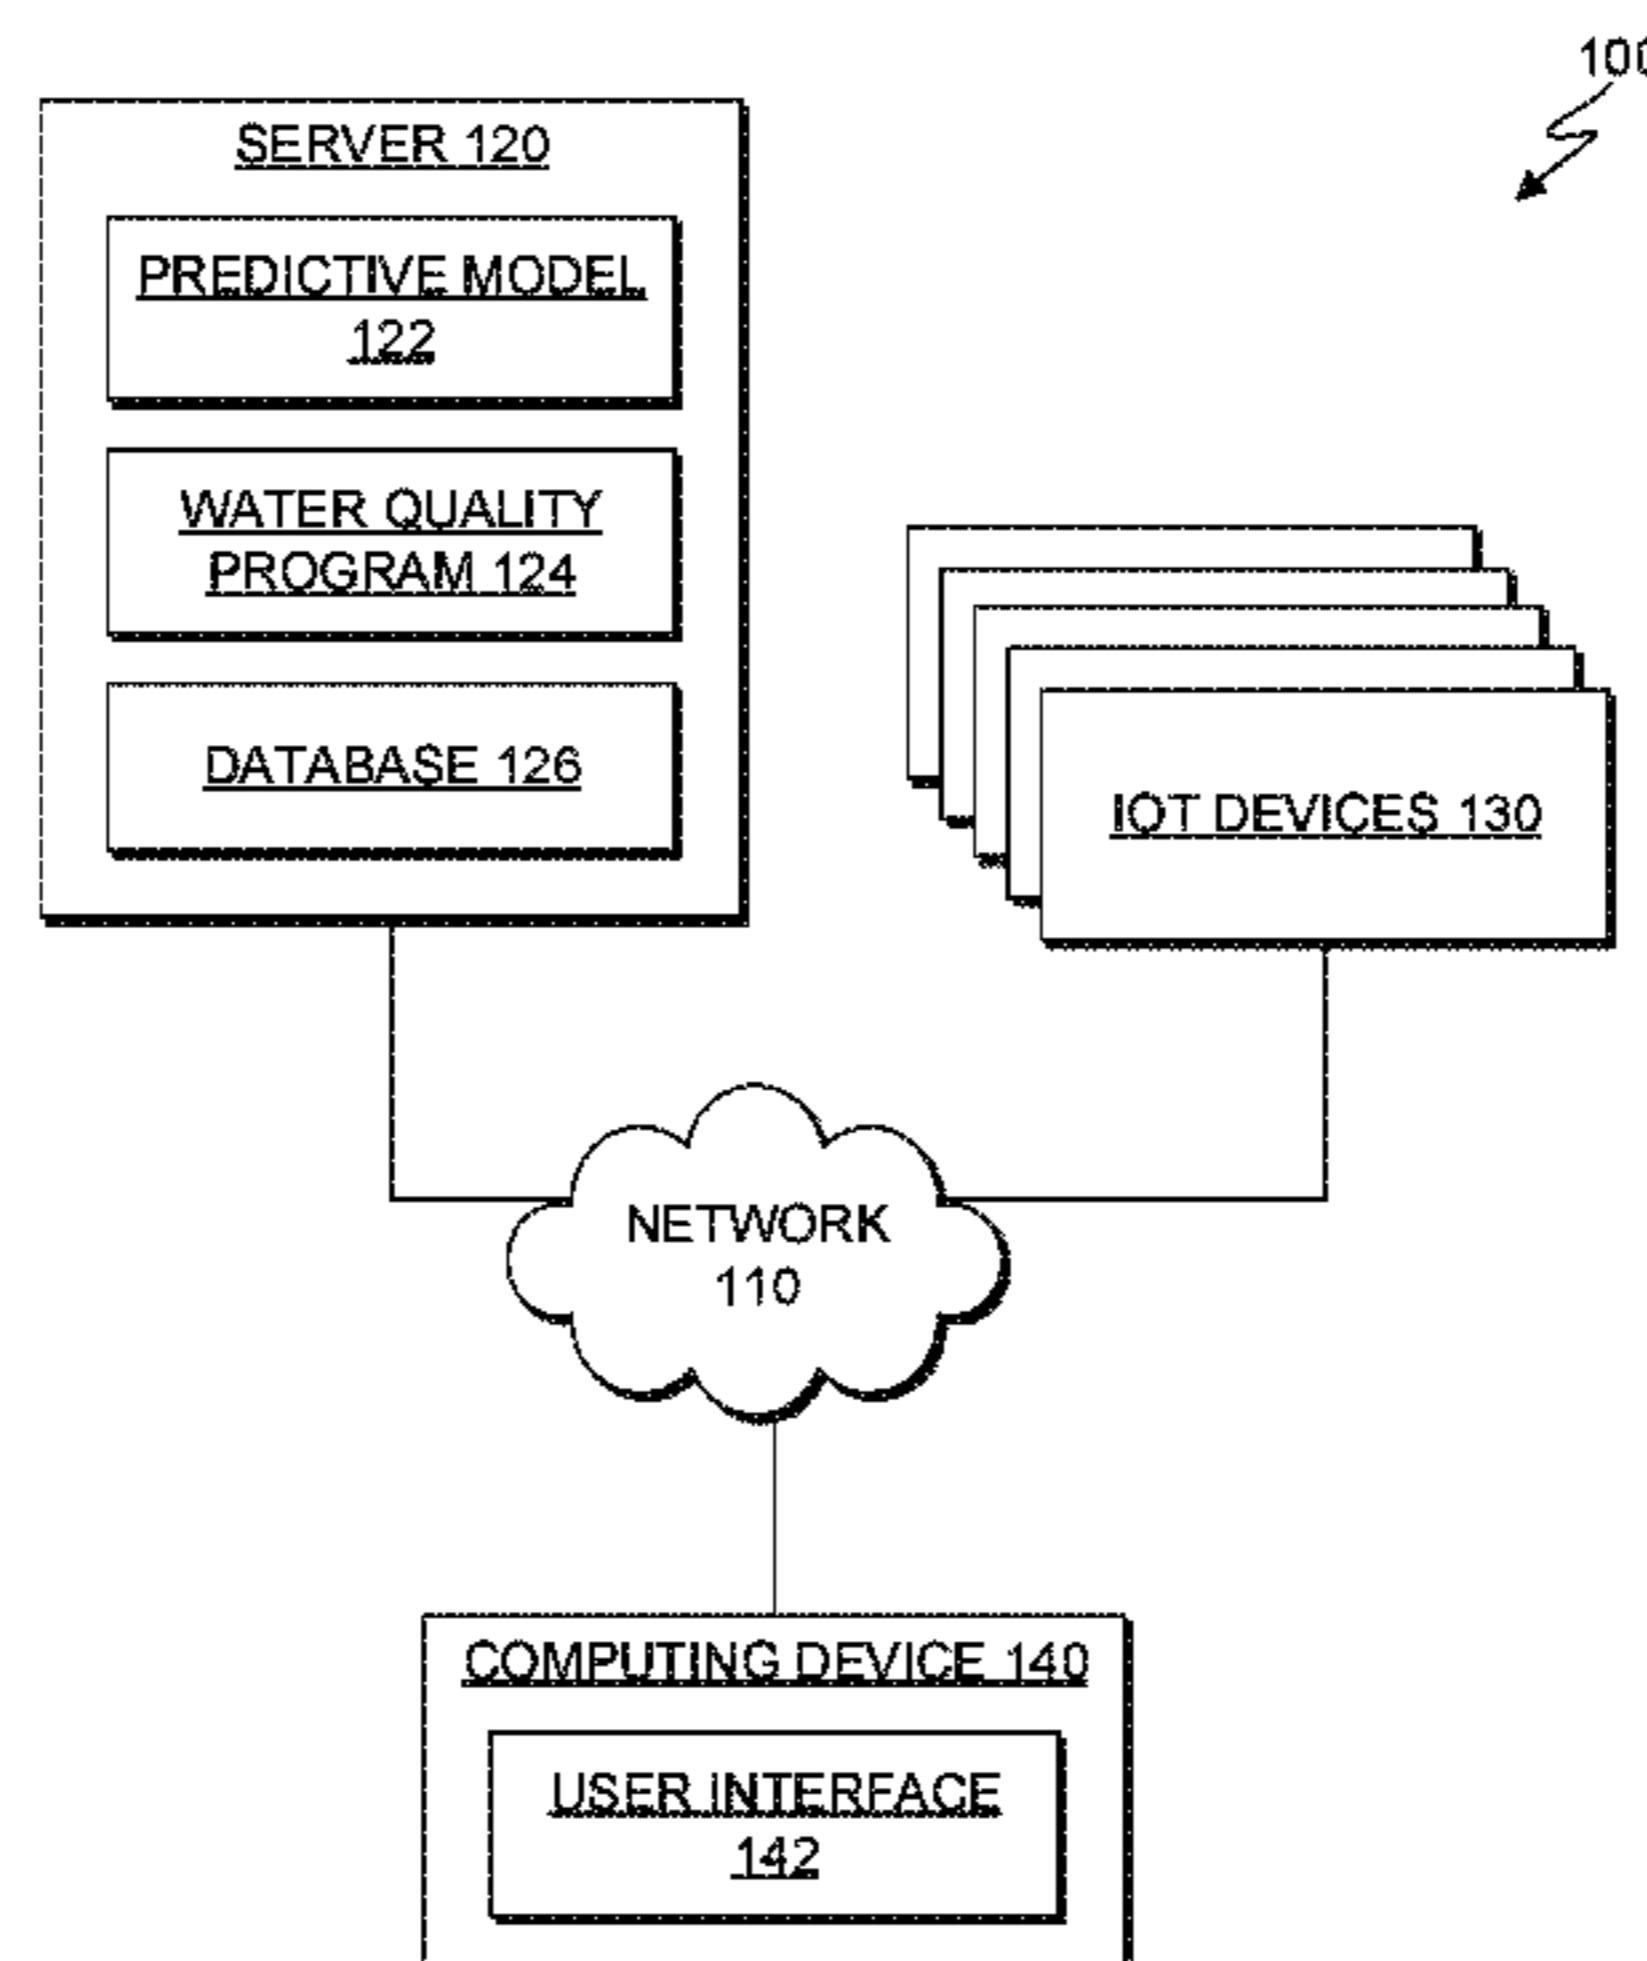 100
SERVER 120
PREDICTIVE MODEL
122
WATER QUALITY
PROGRAM 124
DATABASE 126
IOT DEVICES 130
NETWORK
110
COMPUTING DEVICE 140
USER INTERFACE
142